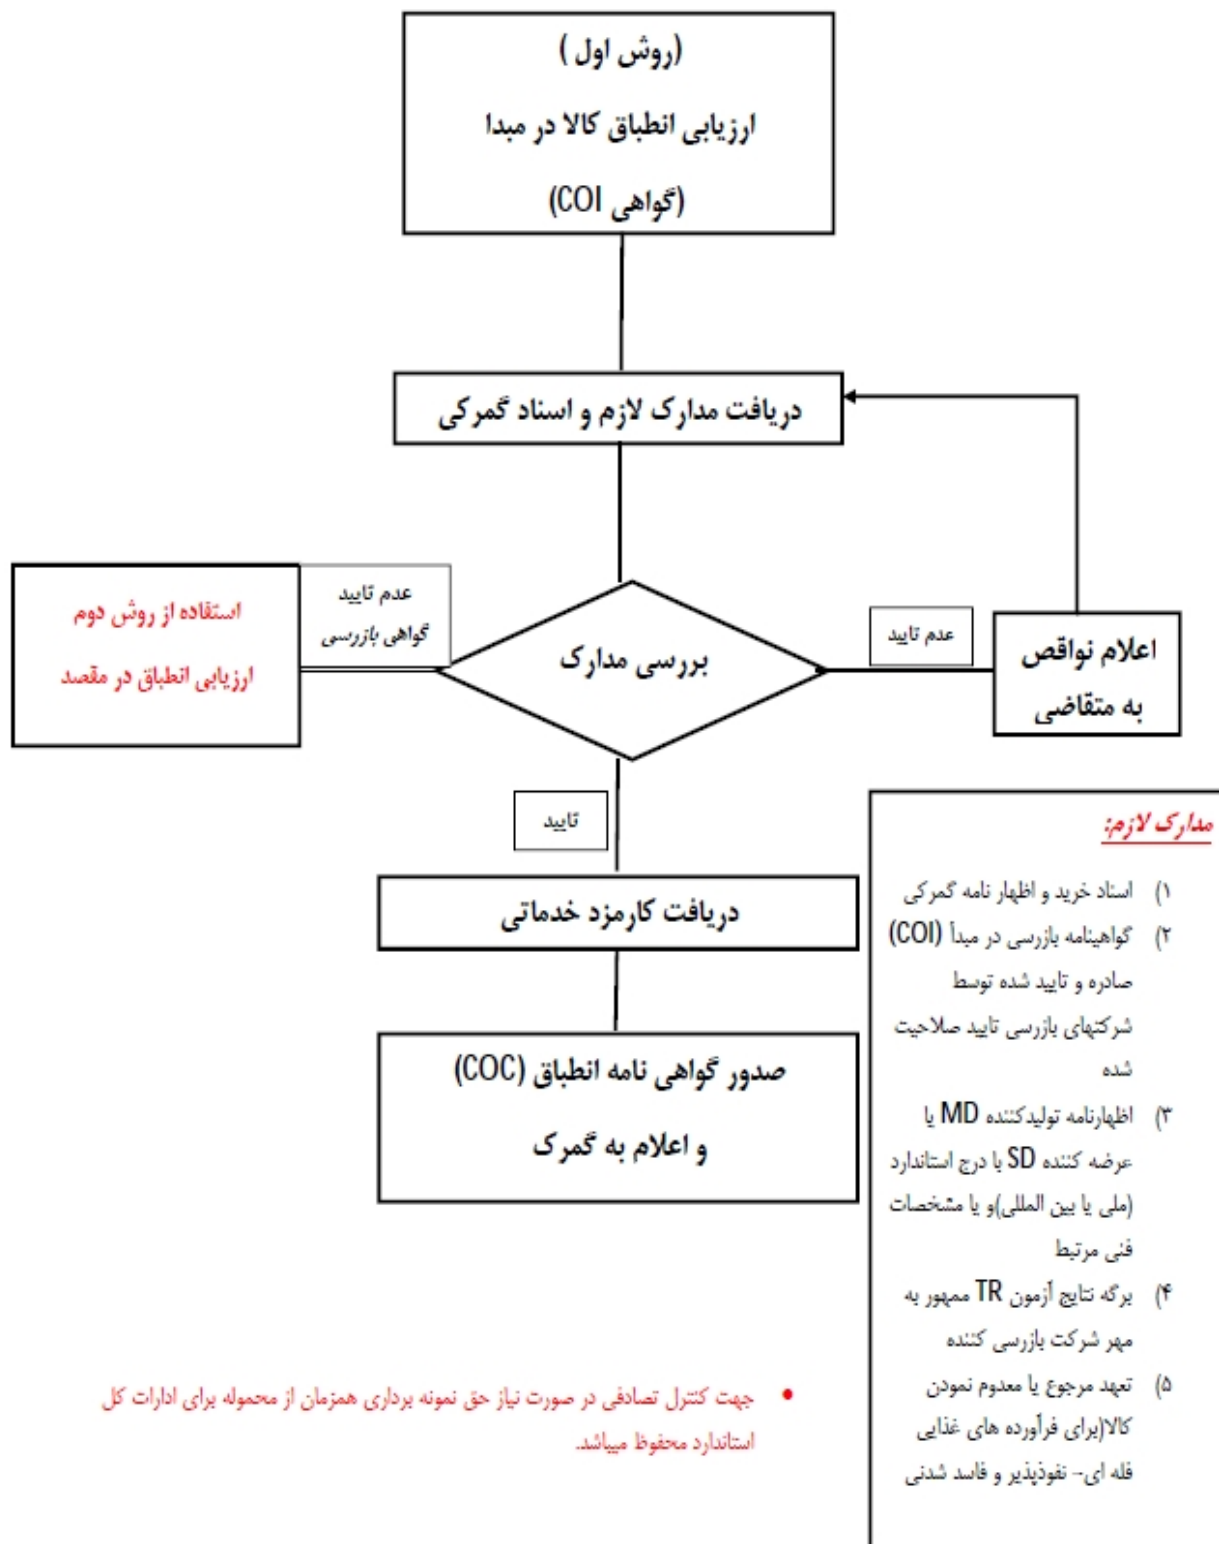 (روش اول )
ارزیابی انطباق کالا در مبدا
(گواهی COI)
دریافت مدارک لازم و اسناد گمرکی
استفاده از روش دوم
ارزیابی انطباق در مقصد
عدم تایید
گواهی بازرسی
بررسی مدارک
عدم تایید
اعلام نواقص
به متقاضی
تایید
دریافت کارمزد خدماتی
صدور گواهی نامه انطباق (COC)
و اعلام به گمرک
مدارک لازم:
۱) اسناد خرید و اظهار نامه گمرکی
۲) گواهینامه بازرسی در مبدأ (COI)
صادره و تایید شده توسط
شرکتهای بازرسی تایید صلاحیت
شده
۳) اظهارنامه تولیدکننده MD یا
عرضه کننده SD با درج استاندارد
(ملی یا بین المللی)و یا مشخصات
فنی مرتبط
۴) برگه نتایج آزمون TR ممهور به
مهر شرکت بازرسی کننده
۵) تعهد مرجوع یا معدوم نمودن
کالا(برای فرآورده های غذایی
فله ای- نفوذپذیر و فاسد شدنی
• جهت کنترل تصادفی در صورت نیاز حق نمونه برداری همزمان از محموله برای ادارات کل
استاندارد محفوظ میباشد.